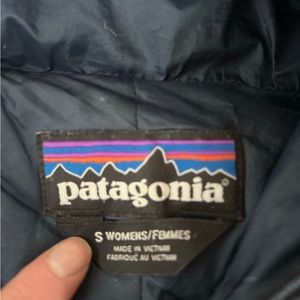 patagonia®
S WOMENS/FEMMES
MADE IN VIETNAM
FABRIQUÉ AU VIETNAM